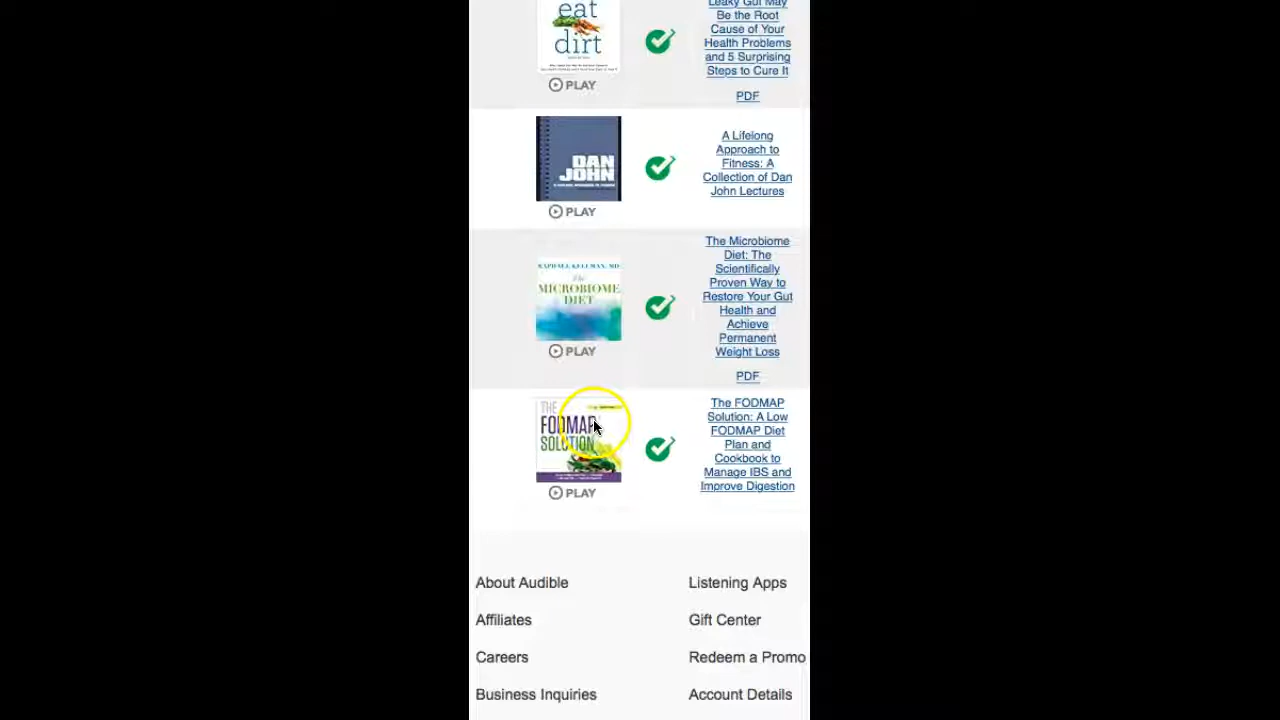 eat
dirt
PLAY
Leaky Gut May
Be the Root
Cause of Your
Health Problems
and 5 Surprising
Steps to Cure It
PDF
DAN
JOHN
PLAY
A Lifelong
Approach to
Fitness: A
Collection of Dan
John Lectures
RAPHAEL KELLMAN, MD
The
MICROBIOME
DIET
PLAY
The Microbiome
Diet: The
Scientifically
Proven Way to
Restore Your Gut
Health and
Achieve
Permanent
Weight Loss
PDF
THE
FODMAP
SOLUTION
PLAY
The FODMAP
Solution: A Low
FODMAP Diet
Plan and
Cookbook to
Manage IBS and
Improve Digestion
About Audible
Listening Apps
Affiliates
Gift Center
Careers
Redeem a Promo
Business Inquiries
Account Details